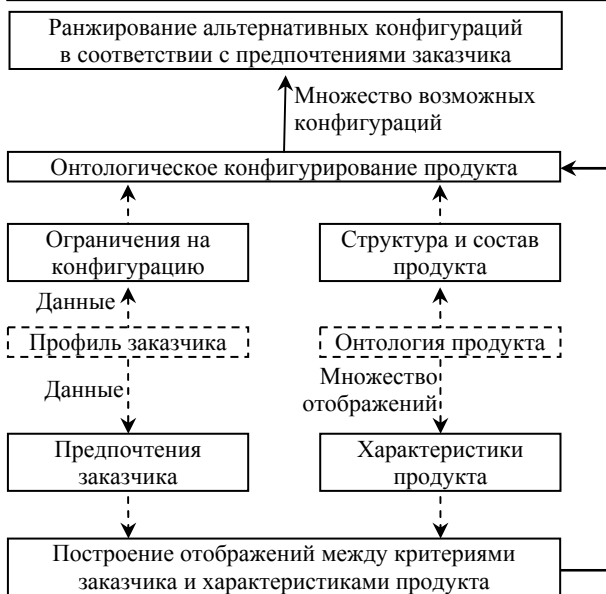 Ранжирование альтернативных конфигураций
в соответствии с предпочтениями заказчика
Множество возможных
конфигураций
Онтологическое конфигурирование продукта
Ограничения на
конфигурацию
Структура и состав
продукта
Данные
Профиль заказчика
Онтология продукта
Данные
Множество
отображений
Предпочтения
заказчика
Характеристики
продукта
Построение отображений между критериями
заказчика и характеристиками продукта